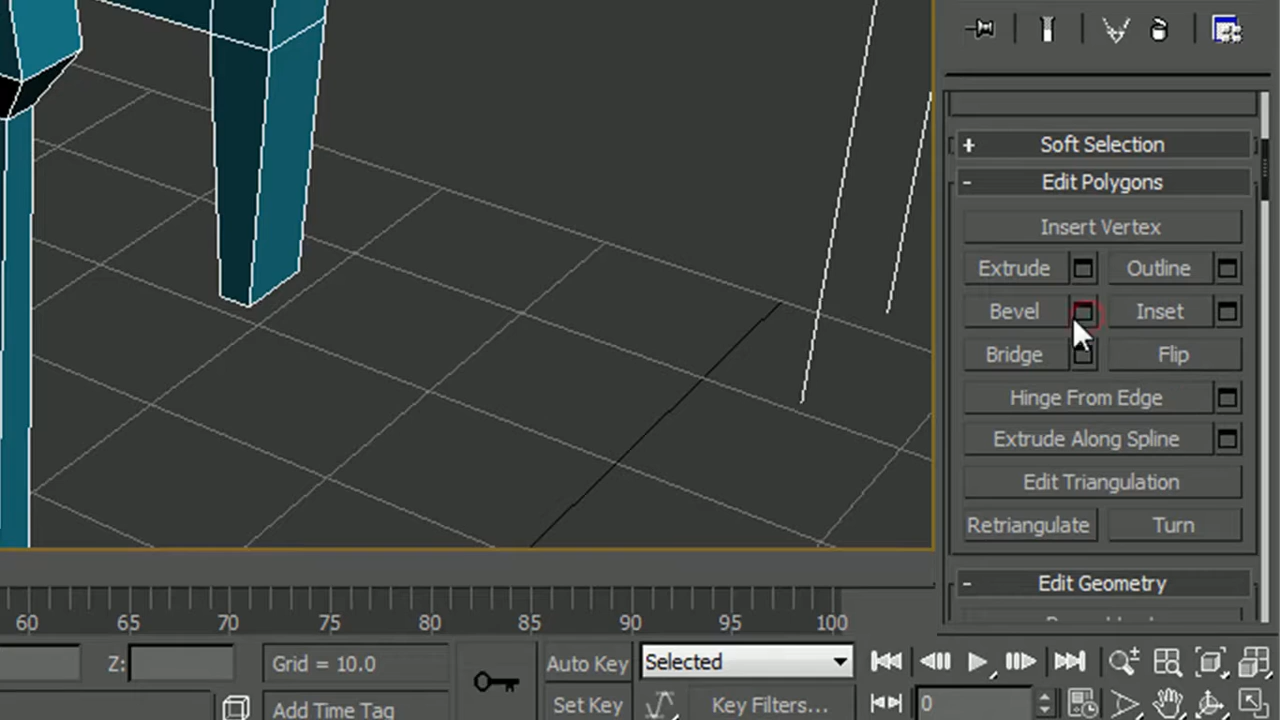 Soft Selection
Edit Polygons
Insert Vertex
Extrude Outline
Bevel Inset
Bridge Flip
Hinge From Edge
Extrude Along Spline
Edit Triangulation
Retriangulate Turn
Edit Geometry
60 65 70 75 80 85 90 95 100
Z: Grid = 10.0 Auto Key Selected
Add Time Tag Set Key Key Filters... 0